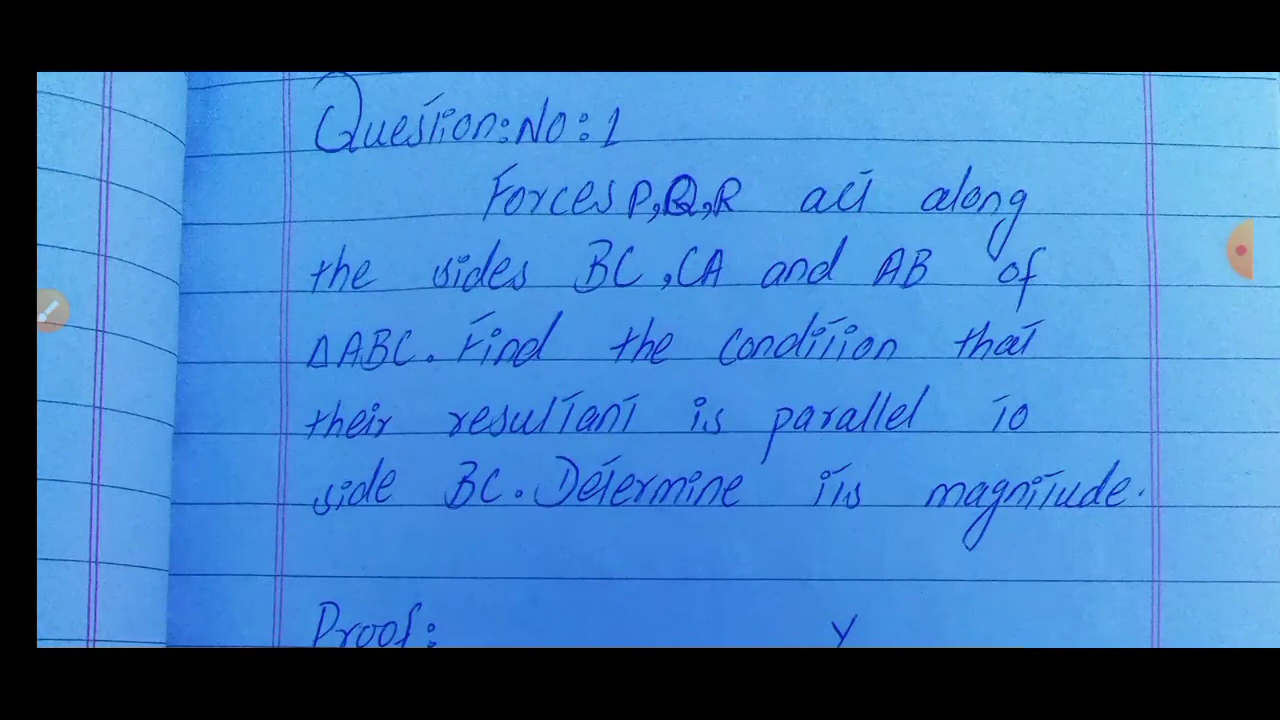 Question:No:1
Forces P,Q,R act along
the sides BC,CA and AB of
ΔABC. Find the condition that
their resultant is parallel to
side BC. Determine its magnitude.
Proof:
Y